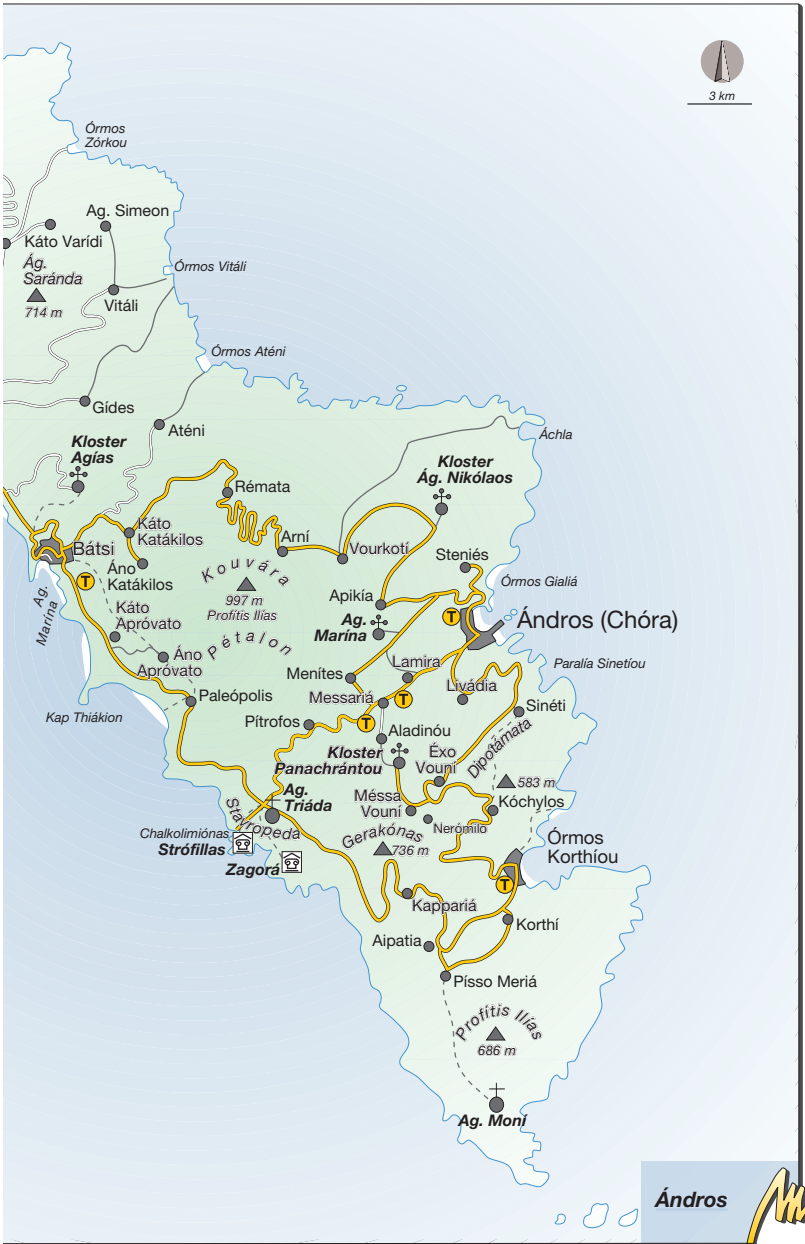 3 km
Órmos
Zórkou
Ag. Simeon
Káto Varídi
Ág.
Saránda
714 m
Órmos Vitáli
Vitáli
Órmos Aténi
Gídes
Aténi
Áchla
Kloster
Agías
Kloster
Ág. Nikólaos
Rémata
Káto
Katákilos
Arní
Vourkotí
Bátsi
Steniés
Áno
Katákilos
Kouvára
997 m
Profítis Ilías
Pétalon
Órmos Gialiá
Ag.
Marína
T
Káto
Apróvato
Apikía
Ag.
Marína
T
Ándros (Chóra)
Áno
Apróvato
Lamira
Paralía Sinetíou
Menítes
Livádia
Paleópolis
Messariá
T
Sinéti
Kap Thiákion
Pítrofos
T
Aladinóu
Dipotámata
Kloster
Panachrántou
Éxo
Vouni
583 m
Ag.
Triáda
Méssa
Vouní
Kóchylos
Stavropeda
Nerómilo
Chalkolimiónas
Strófillas
Gerakónas
736 m
Órmos
Korthíou
Zagorá
T
Kappariá
Korthí
Aipatia
Písso Meriá
Profítis Ilías
686 m
Ag. Moní
Ándros